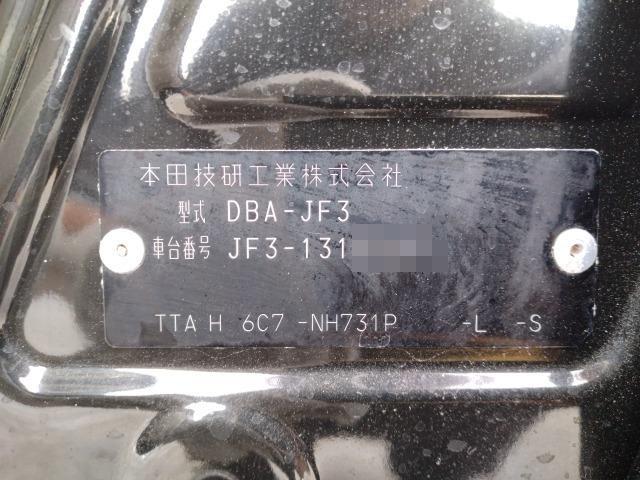 本田技研工業株式会社
型式 DBA-JF3
車台番号 JF3-131
TTA H 6C7 -NH731P -L -S